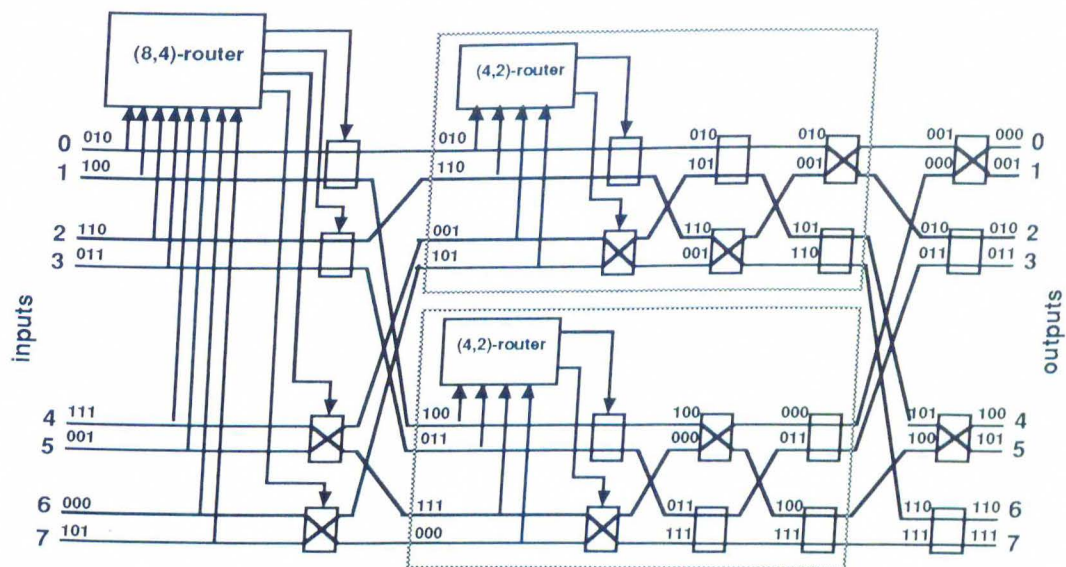 (8,4)-router
(4,2)-router
0 010 010 010 010 001 000 0
1 100 110 101 001 000 001 1
2 110 001 110 101 010 010 2
3 011 101 001 110 011 011 3
inputs
outputs
(4,2)-router
4 111 100 100 000 101 100 4
5 001 011 000 011 100 101 5
6 000 111 011 100 110 110 6
7 101 000 111 111 111 111 7